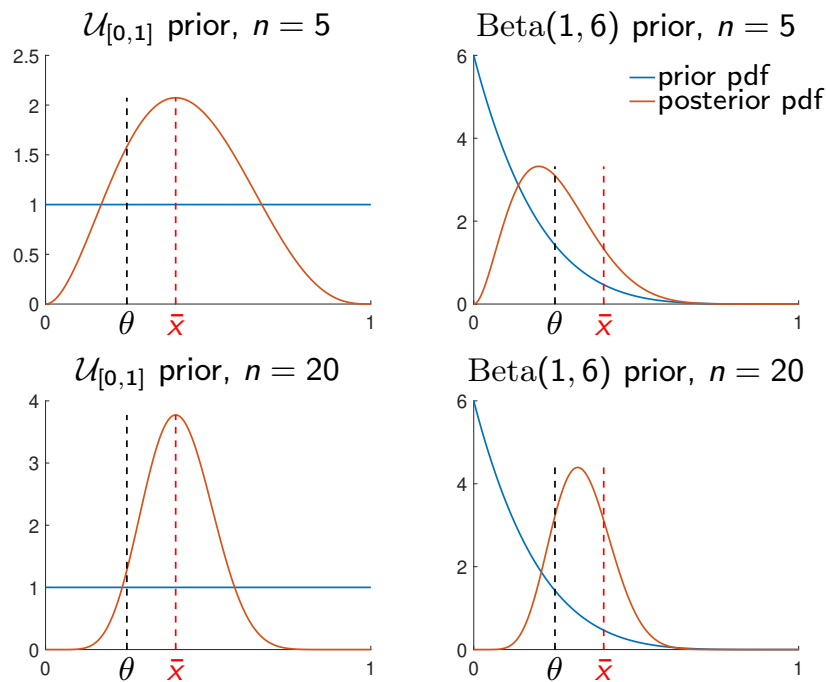 𝒰[0,1] prior, n = 5
2.5
2
1.5
1
0.5
0
0
θ
x̄
1
Beta(1, 6) prior, n = 5
6
4
2
0
prior pdf
posterior pdf
0
θ
x̄
1
𝒰[0,1] prior, n = 20
4
3
2
1
0
0
θ
x̄
1
Beta(1, 6) prior, n = 20
6
4
2
0
0
θ
x̄
1